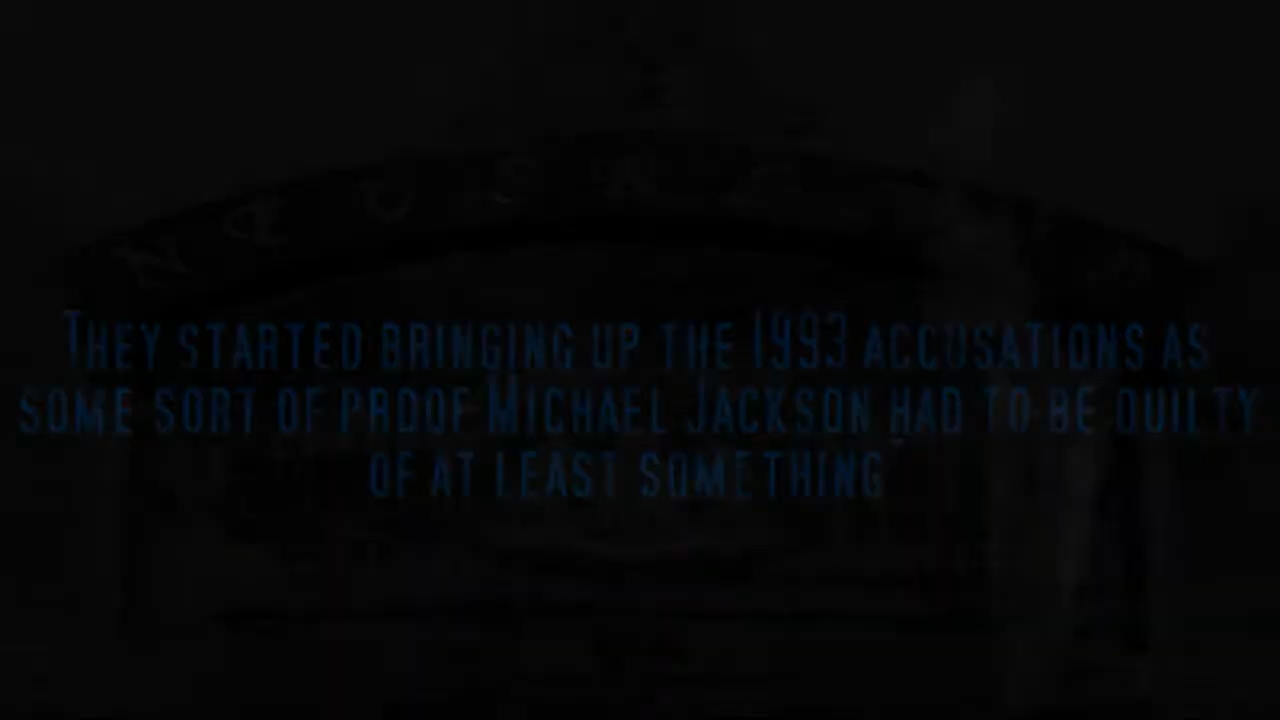 They started bringing up the 1993 accusations as
some sort of proof Michael Jackson had to be guilty
of at least something